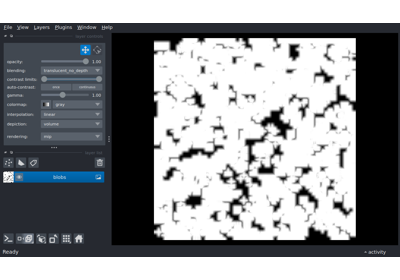 File View Layers Plugins Window Help
opacity: 1.00
blending: translucent_no_depth
contrast limits:
auto-contrast: once continuous
gamma: 1.00
colormap: gray
interpolation: linear
depiction: volume
rendering: mip
blobs
Ready
activity